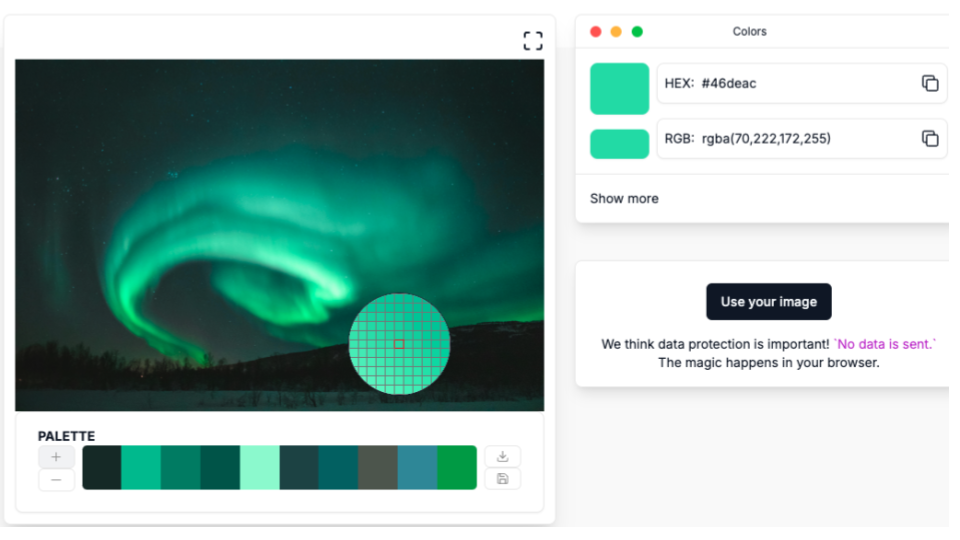 Colors
HEX: #46deac
RGB: rgba(70,222,172,255)
Show more
Use your image
We think data protection is important! `No data is sent.`
The magic happens in your browser.
PALETTE
+
−